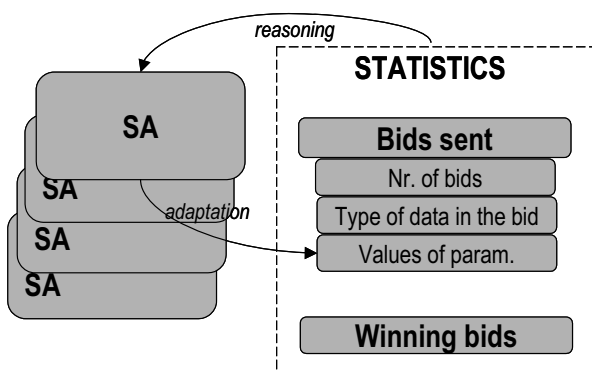 reasoning
STATISTICS
SA
Bids sent
SA
Nr. of bids
adaptation
Type of data in the bid
SA
Values of param.
SA
Winning bids